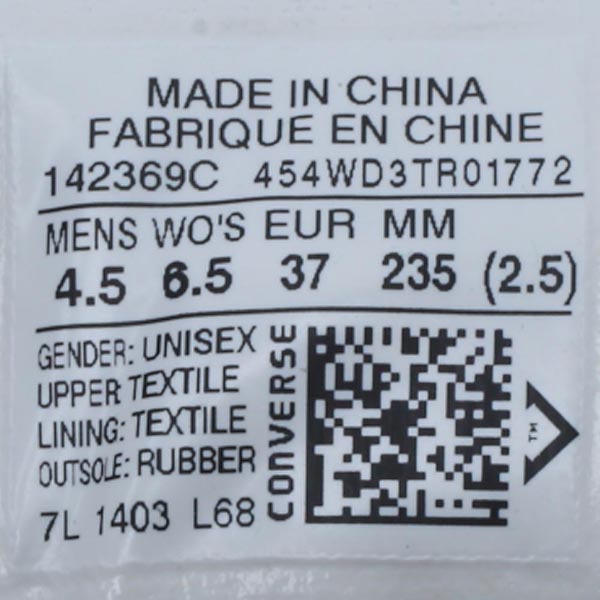 MADE IN CHINA
FABRIQUE EN CHINE
142369C 454WD3TR01772
MENS WO'S EUR MM
4.5 6.5 37 235 (2.5)
GENDER: UNISEX
UPPER TEXTILE
LINING: TEXTILE
OUTSOLE: RUBBER
7L 1403 L68
CONVERSE
TM